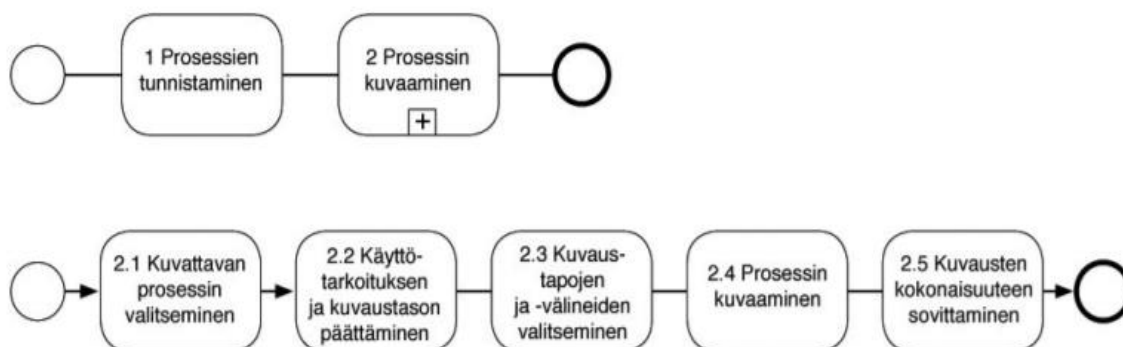 1 Prosessien
tunnistaminen
2 Prosessin
kuvaaminen
+
2.1 Kuvattavan
prosessin
valitseminen
2.2 Käyttö-
tarkoituksen
ja kuvaustason
päättäminen
2.3 Kuvaus-
tapojen
ja -välineiden
valitseminen
2.4 Prosessin
kuvaaminen
2.5 Kuvausten
kokonaisuuteen
sovittaminen